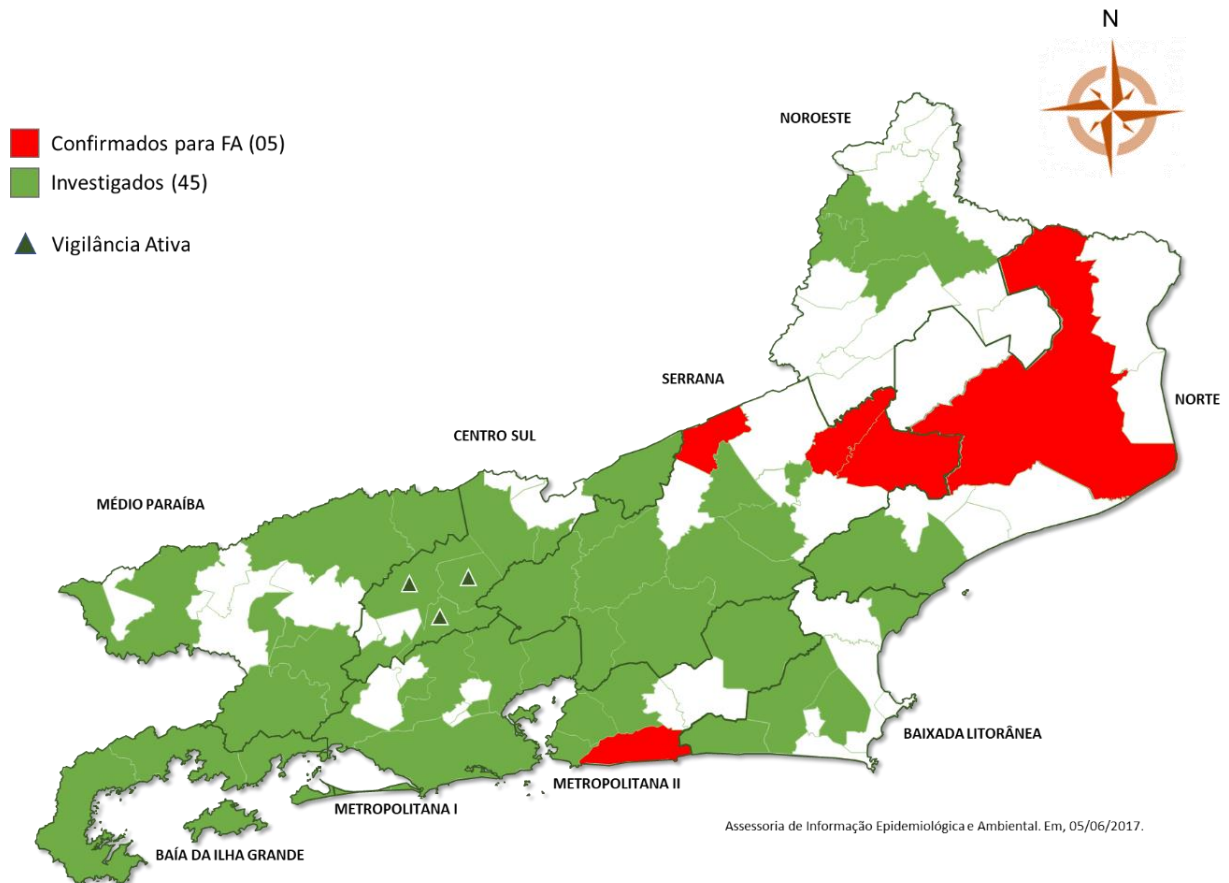 N
NOROESTE
Confirmados para FA (05)
Investigados (45)
Vigilância Ativa
SERRANA
NORTE
CENTRO SUL
MÉDIO PARAÍBA
BAIXADA LITORÂNEA
METROPOLITANA II
METROPOLITANA I
Assessoria de Informação Epidemiológica e Ambiental. Em, 05/06/2017.
BAÍA DA ILHA GRANDE